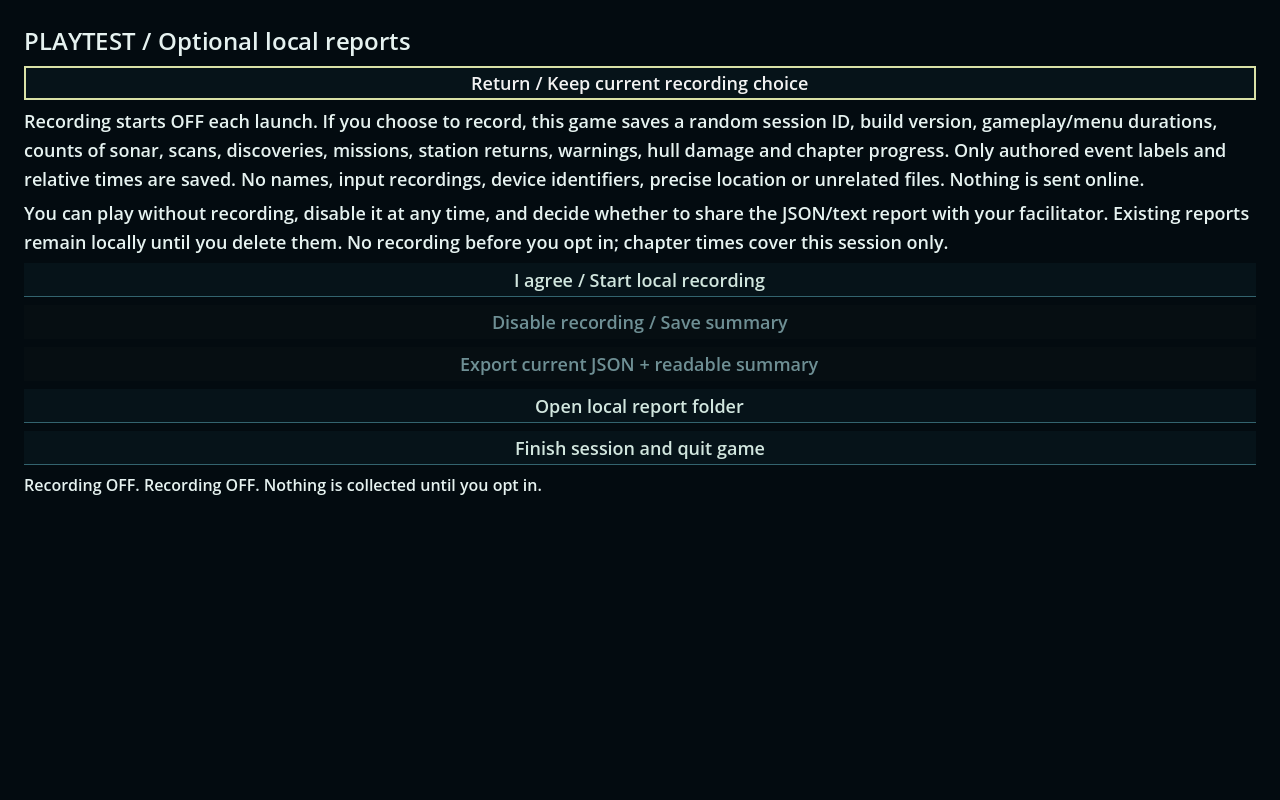 PLAYTEST / Optional local reports
Return / Keep current recording choice
Recording starts OFF each launch. If you choose to record, this game saves a random session ID, build version, gameplay/menu durations,
counts of sonar, scans, discoveries, missions, station returns, warnings, hull damage and chapter progress. Only authored event labels and
relative times are saved. No names, input recordings, device identifiers, precise location or unrelated files. Nothing is sent online.
You can play without recording, disable it at any time, and decide whether to share the JSON/text report with your facilitator. Existing reports
remain locally until you delete them. No recording before you opt in; chapter times cover this session only.
I agree / Start local recording
Disable recording / Save summary
Export current JSON + readable summary
Open local report folder
Finish session and quit game
Recording OFF. Recording OFF. Nothing is collected until you opt in.